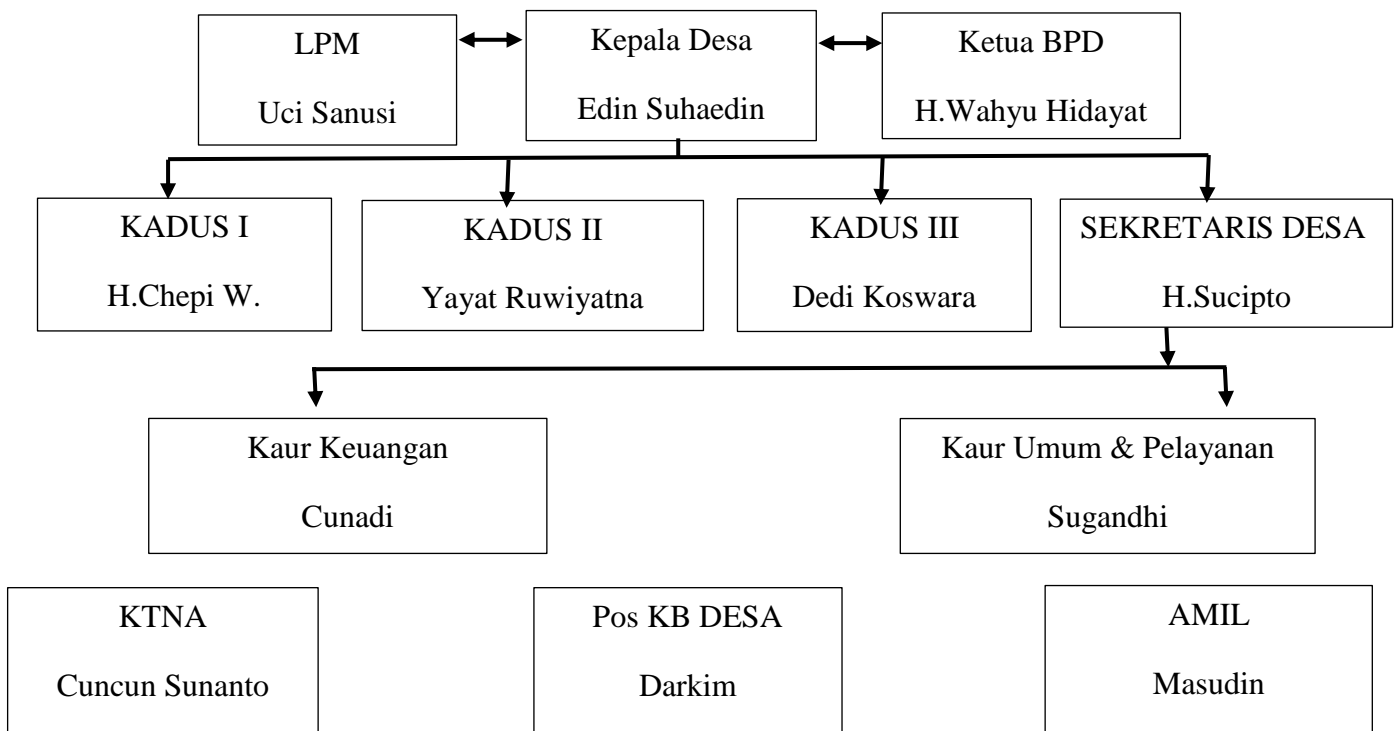 LPM
Uci Sanusi
Kepala Desa
Edin Suhaedin
Ketua BPD
H.Wahyu Hidayat
KADUS I
H.Chepi W.
KADUS II
Yayat Ruwiyatna
KADUS III
Dedi Koswara
SEKRETARIS DESA
H.Sucipto
Kaur Keuangan
Cunadi
Kaur Umum & Pelayanan
Sugandhi
KTNA
Cuncun Sunanto
Pos KB DESA
Darkim
AMIL
Masudin